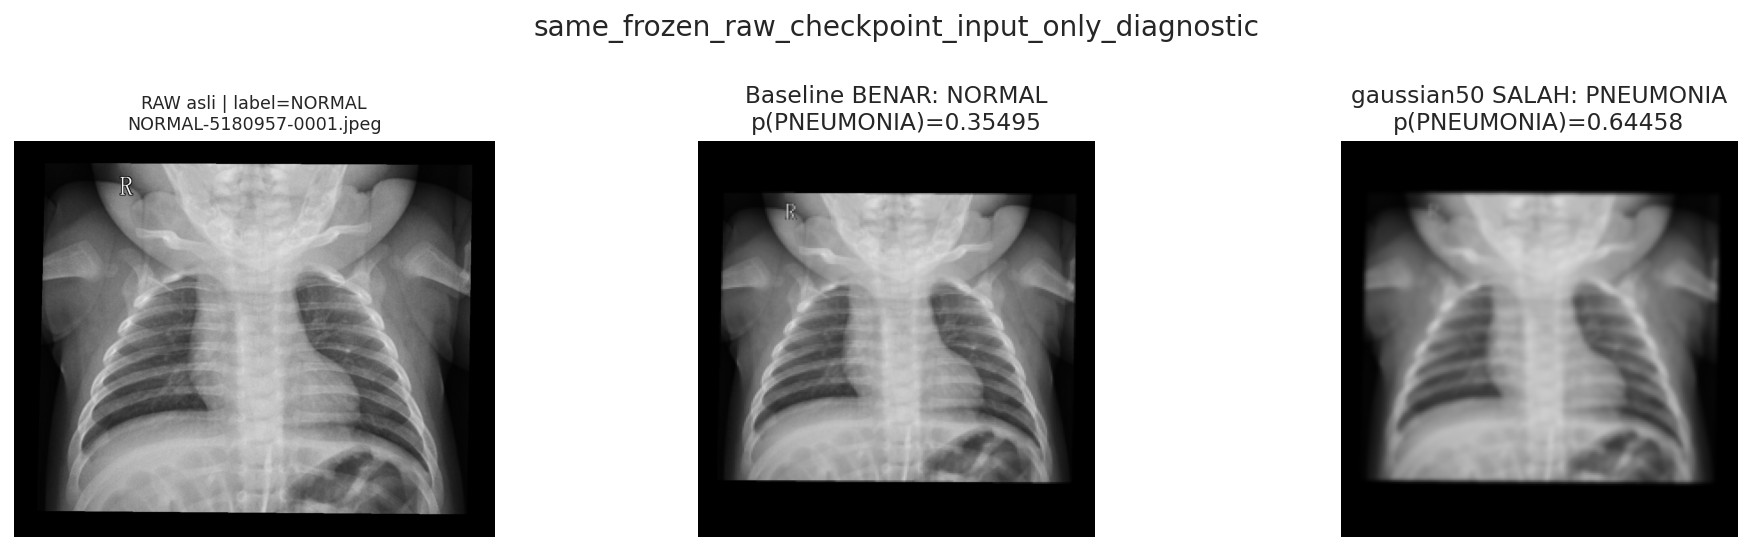 same_frozen_raw_checkpoint_input_only_diagnostic
RAW asli | label=NORMAL
NORMAL-5180957-0001.jpeg
Baseline BENAR: NORMAL
p(PNEUMONIA)=0.35495
gaussian50 SALAH: PNEUMONIA
p(PNEUMONIA)=0.64458
R
R